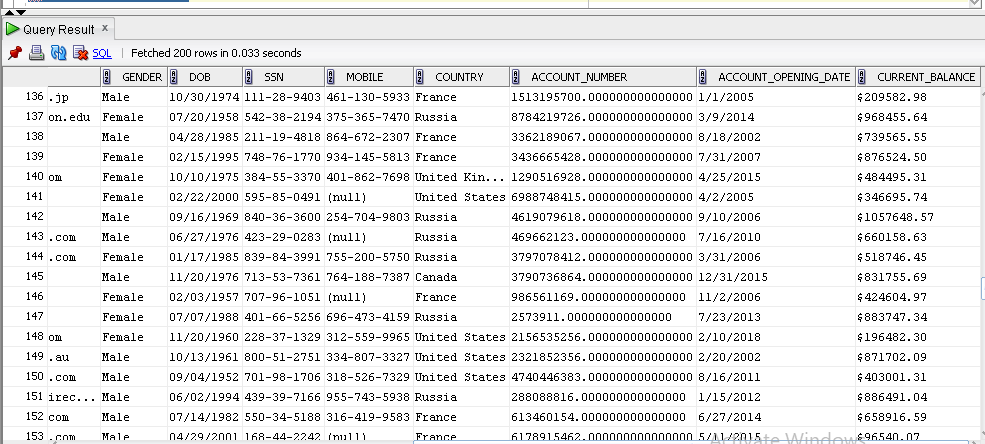 Query Result x
SQL | Fetched 200 rows in 0.033 seconds
GENDER DOB SSN MOBILE COUNTRY ACCOUNT_NUMBER ACCOUNT_OPENING_DATE CURRENT_BALANCE
136 .jp Male 10/30/1974 111-28-9403 461-130-5933 France 1513195700.0000000000000000 1/1/2005 $209582.98
137 on.edu Female 07/20/1958 542-38-2194 375-365-7470 Russia 8784219726.0000000000000000 3/9/2014 $968455.64
138 Male 04/28/1985 211-19-4818 864-672-2307 France 3362189067.0000000000000000 8/18/2002 $739565.55
139 Female 02/15/1995 748-76-1770 934-145-5813 France 3436665428.0000000000000000 7/31/2007 $876524.50
140 om Female 10/10/1975 384-55-3370 401-862-7698 United Kin... 1290516928.0000000000000000 4/25/2015 $484495.31
141 Female 02/22/2000 595-85-0491 (null) United States 6988748415.0000000000000000 4/2/2005 $346695.74
142 Male 09/16/1969 840-36-3600 254-704-9803 Russia 4619079618.0000000000000000 9/10/2006 $1057648.57
143 .com Male 06/27/1976 423-29-0283 (null) Russia 469662123.0000000000000000 7/16/2010 $660158.63
144 .com Female 01/17/1985 839-84-3991 755-200-5750 Russia 3797078412.0000000000000000 3/31/2006 $518746.45
145 Male 11/20/1976 713-53-7361 764-188-7387 Canada 3790736864.0000000000000000 12/31/2015 $831755.69
146 Female 02/03/1957 707-96-1051 (null) France 986561169.0000000000000000 11/2/2006 $424604.97
147 Female 07/07/1988 401-66-5256 696-473-4159 Russia 2573911.0000000000000000 7/23/2013 $883747.34
148 om Female 11/20/1960 228-37-1329 312-559-9965 United States 2156535256.0000000000000000 2/10/2018 $196482.30
149 .au Male 10/13/1961 800-51-2751 334-807-3327 United States 2321852356.0000000000000000 2/20/2002 $871702.09
150 .com Male 09/04/1952 701-98-1706 318-526-7329 United States 4740446383.0000000000000000 8/16/2011 $403001.31
151 irec... Male 06/02/1994 439-39-7166 955-743-5938 Russia 288088816.0000000000000000 1/15/2012 $886491.04
152 com Male 07/14/1982 550-34-5188 316-419-9583 France 613460154.0000000000000000 6/27/2014 $658916.59
153 .com Male 04/29/2001 168-44-2242 (null) France 6178915462.0000000000000000 5/11/2015 $96540.07
Activate Windows